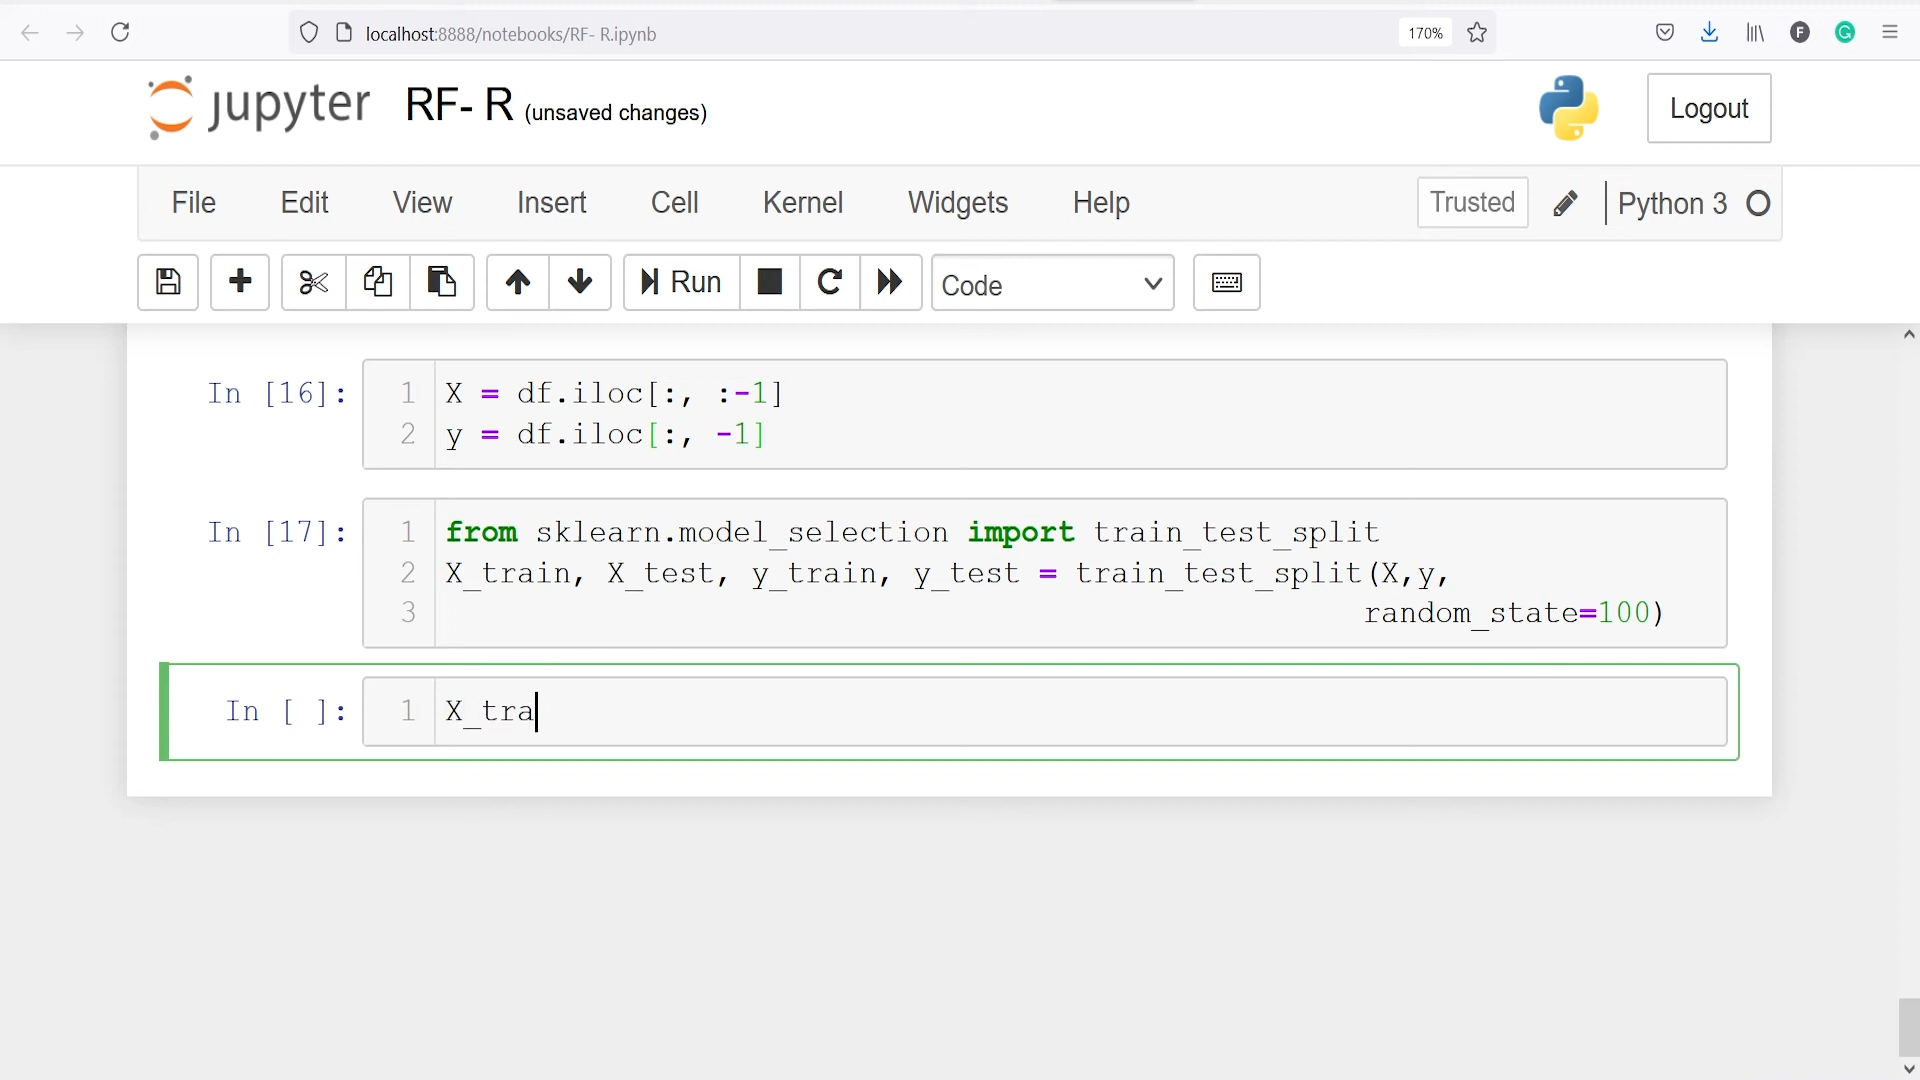 localhost:8888/notebooks/RF- R.ipynb
170%
F
G
jupyter RF- R (unsaved changes)
Logout
File Edit View Insert Cell Kernel Widgets Help
Trusted
Python 3
Run
Code
In [16]:
1 X = df.iloc[:, :-1]
2 y = df.iloc[:, -1]
In [17]:
1 from sklearn.model_selection import train_test_split
2 X_train, X_test, y_train, y_test = train_test_split(X,y,
3 random_state=100)
In [ ]:
1 X_tra